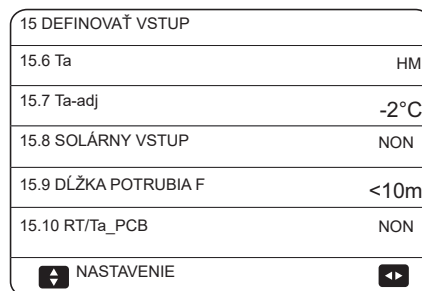 15 DEFINOVAŤ VSTUP
15.6 Ta HM
15.7 Ta-adj -2°C
15.8 SOLÁRNY VSTUP NON
15.9 DĹŽKA POTRUBIA F <10m
15.10 RT/Ta_PCB NON
NASTAVENIE